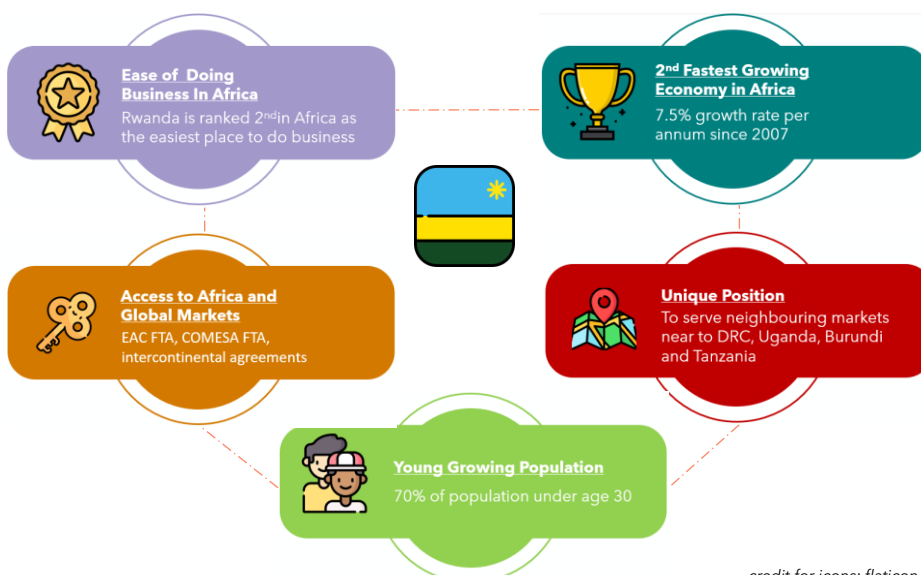 Ease of Doing
Business In Africa
Rwanda is ranked 2ndin Africa as
the easiest place to do business
2nd Fastest Growing
Economy in Africa
7.5% growth rate per
annum since 2007
Access to Africa and
Global Markets
EAC FTA, COMESA FTA,
intercontinental agreements
Unique Position
To serve neighbouring markets
near to DRC, Uganda, Burundi
and Tanzania
Young Growing Population
70% of population under age 30
credit for icons: flaticon